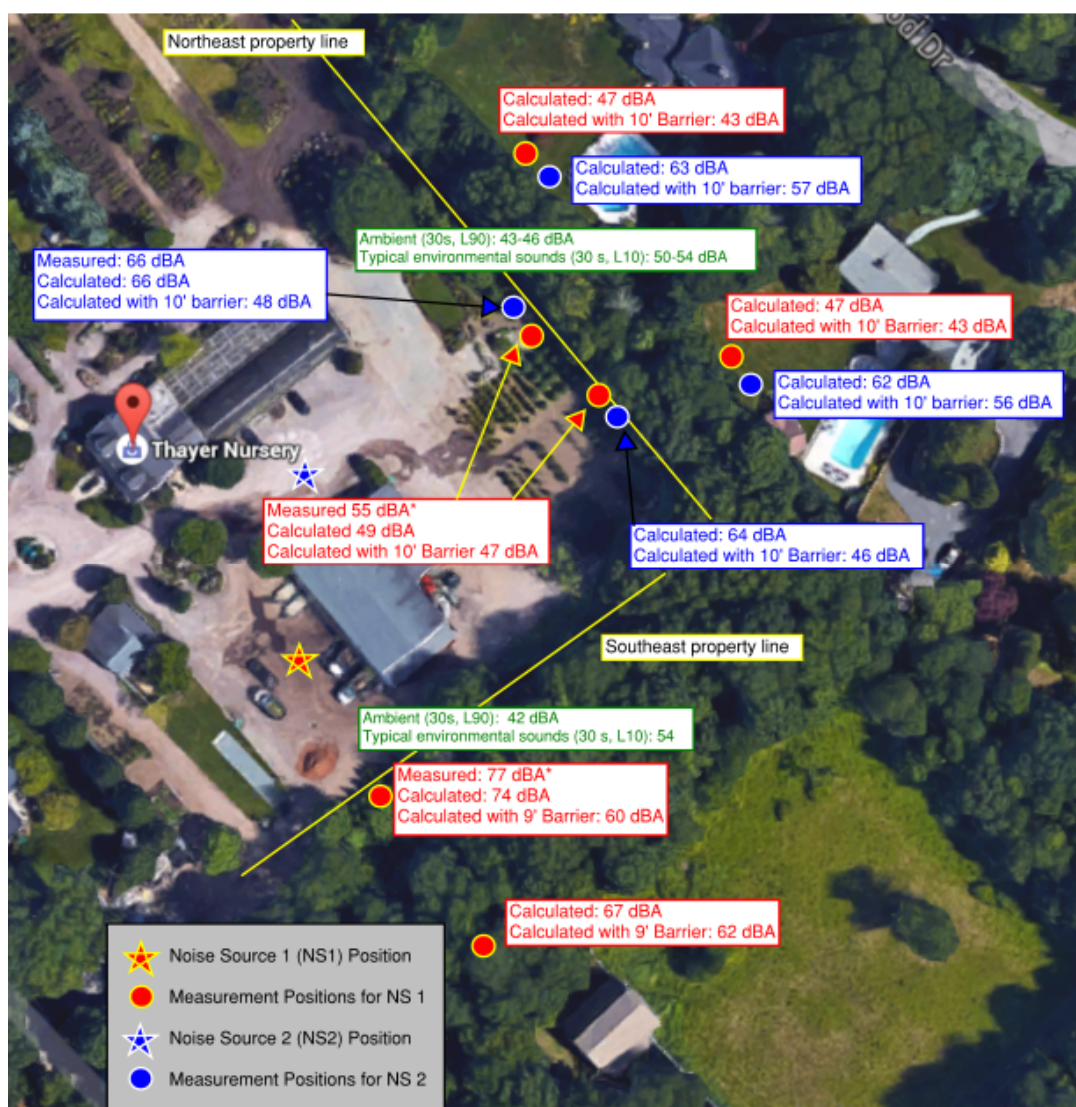 Northeast property line
od Dr
Calculated: 47 dBA
Calculated with 10' Barrier: 43 dBA
Calculated: 63 dBA
Calculated with 10' barrier: 57 dBA
Ambient (30s, L90): 43-46 dBA
Typical environmental sounds (30 s, L10): 50-54 dBA
Measured: 66 dBA
Calculated: 66 dBA
Calculated with 10' barrier: 48 dBA
Calculated: 47 dBA
Calculated with 10' Barrier: 43 dBA
Calculated: 62 dBA
Calculated with 10' barrier: 56 dBA
Thayer Nursery
Measured 55 dBA*
Calculated 49 dBA
Calculated with 10' Barrier 47 dBA
Calculated: 64 dBA
Calculated with 10' Barrier: 46 dBA
Southeast property line
Ambient (30s, L90): 42 dBA
Typical environmental sounds (30 s, L10): 54
Measured: 77 dBA*
Calculated: 74 dBA
Calculated with 9' Barrier: 60 dBA
Calculated: 67 dBA
Calculated with 9' Barrier: 62 dBA
Noise Source 1 (NS1) Position
Measurement Positions for NS 1
Noise Source 2 (NS2) Position
Measurement Positions for NS 2